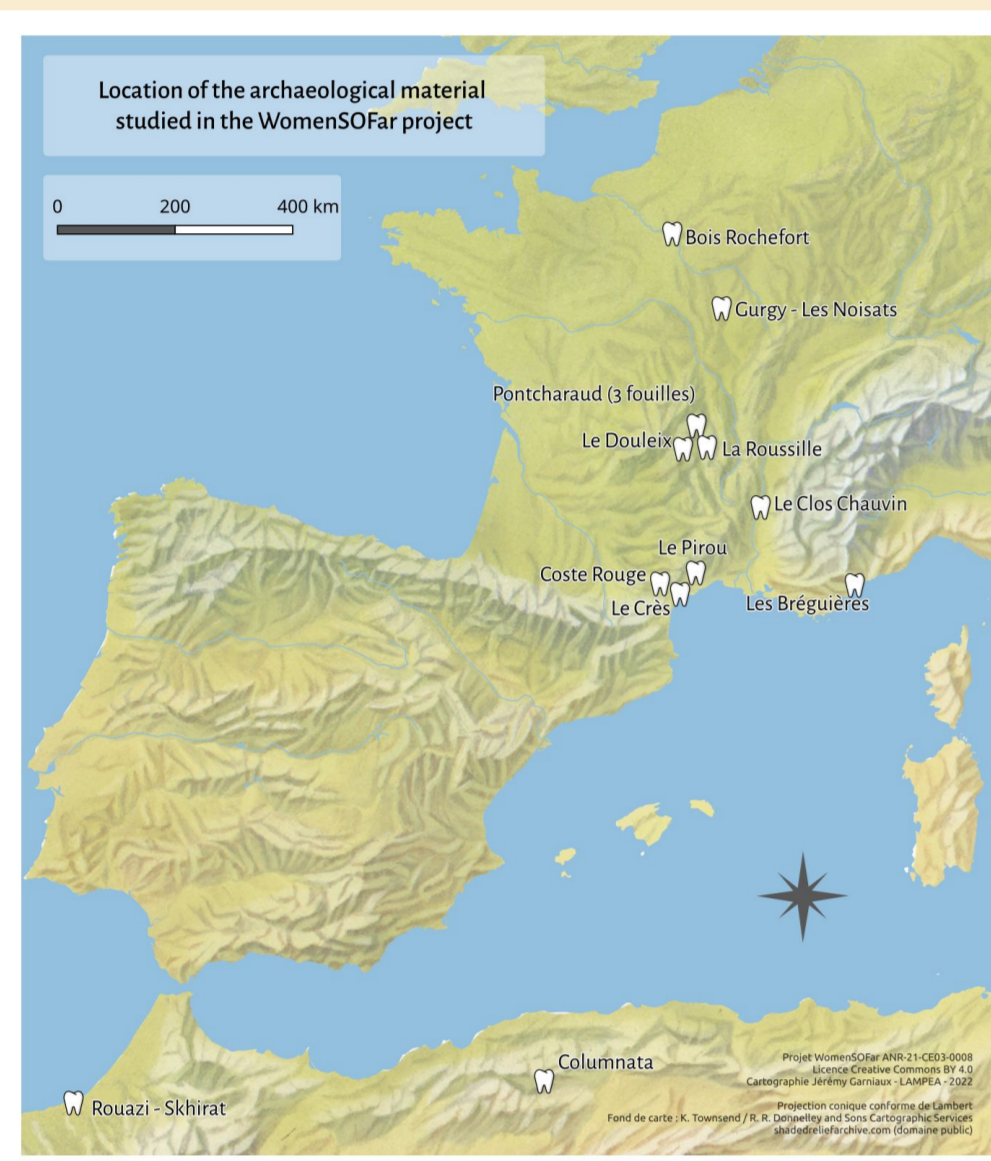 Location of the archaeological material
studied in the WomenSOFar project
0 200 400 km
Bois Rochefort
Gurgy - Les Noisats
Pontcharaud (3 fouilles)
Le Douleix
La Roussille
Le Clos Chauvin
Le Pirou
Coste Rouge
Le Crès
Les Bréguières
Columnata
Rouazi - Skhirat
Projet WomenSOFar ANR-21-CE03-0008
Licence Creative Commons BY 4.0
Cartographie Jérémy Garniaux - LAMPEA - 2022
Projection conique conforme de Lambert
Fond de carte : K. Townsend / R. R. Donnelley and Sons Cartographic Services
shadedreliefarchive.com (domaine public)